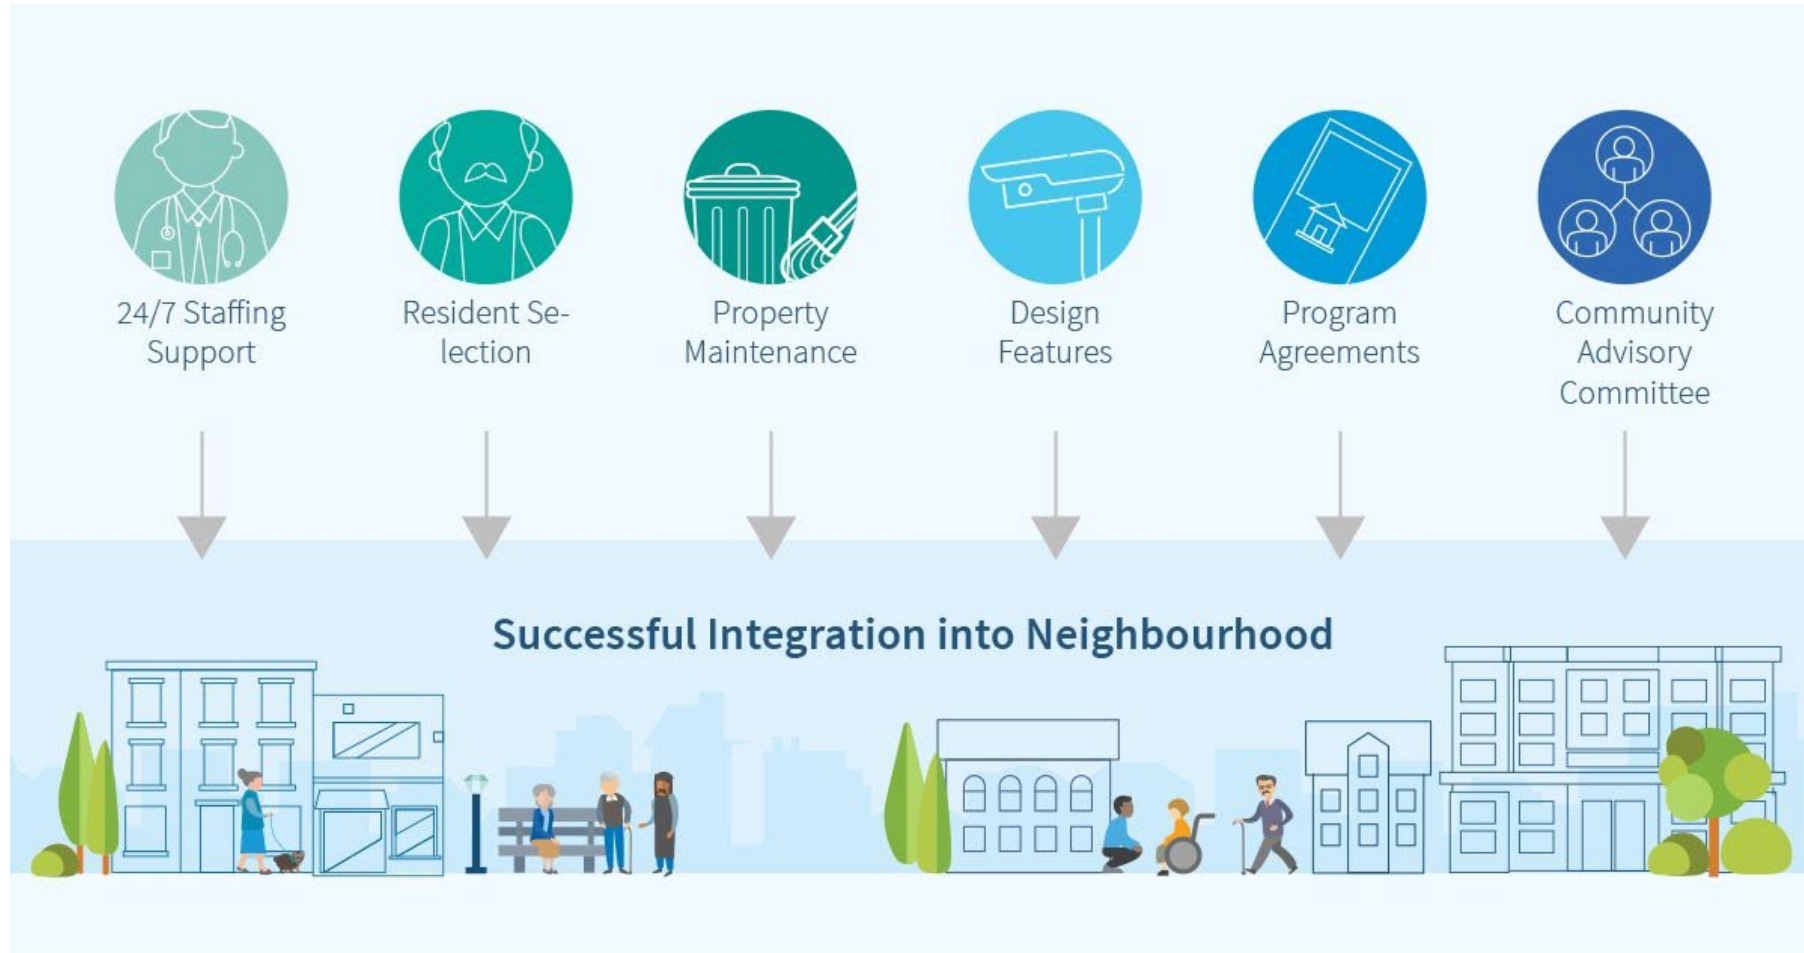 24/7 Staffing
Support
Resident Se-
lection
Property
Maintenance
Design
Features
Program
Agreements
Community
Advisory
Committee
Successful Integration into Neighbourhood